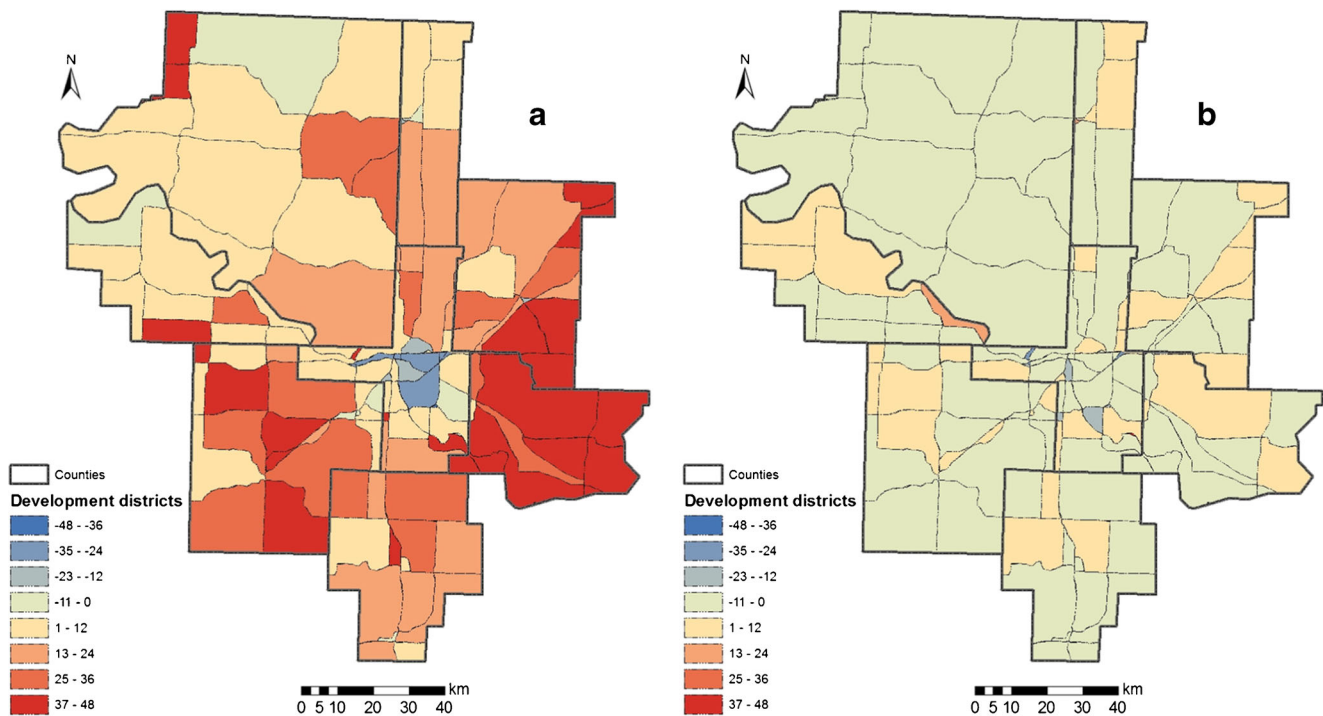 N
a
Counties
Development districts
-48 - -36
-35 - -24
-23 - -12
-11 - 0
1 - 12
13 - 24
25 - 36
37 - 48
km
0 5 10 20 30 40
N
b
Counties
Development districts
-48 - -36
-35 - -24
-23 - -12
-11 - 0
1 - 12
13 - 24
25 - 36
37 - 48
km
0 5 10 20 30 40